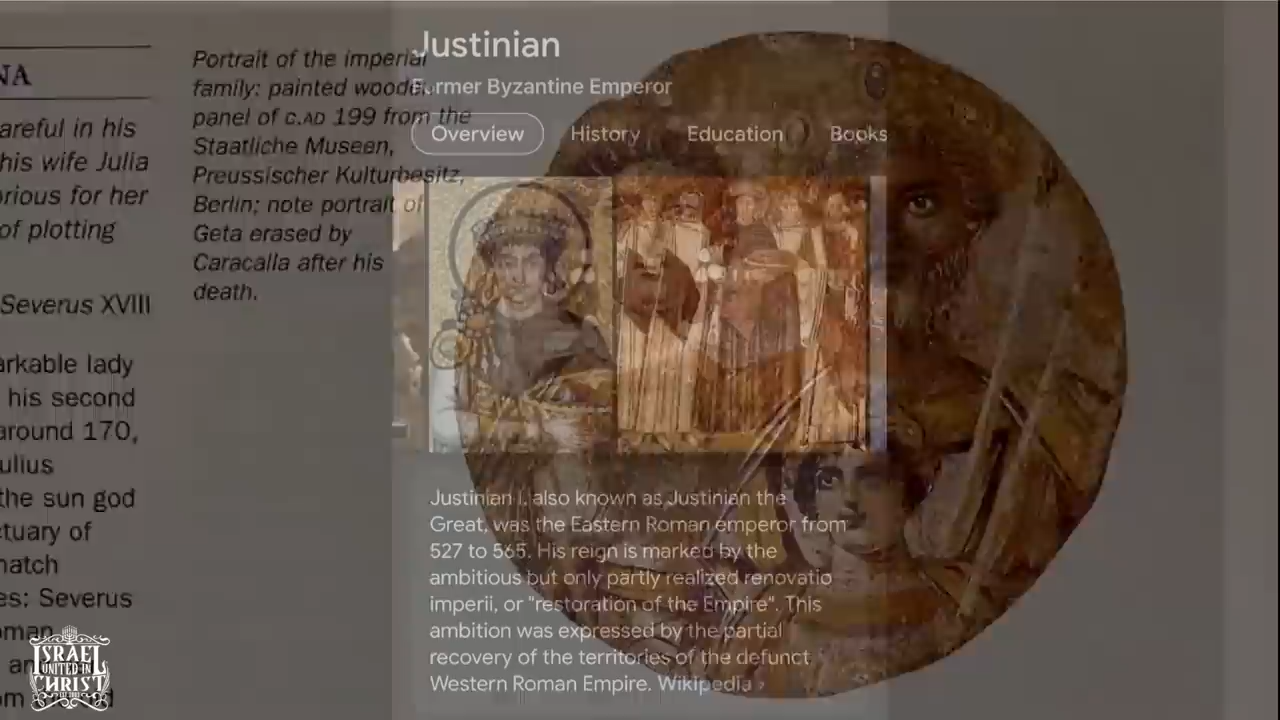 NA
areful in his
his wife Julia
orious for her
of plotting
Severus XVIII
arkable lady
his second
around 170,
ulius
the sun god
ctuary of
natch
es: Severus
oman
an
om
Portrait of the imperial
family: painted wooden
panel of c.AD 199 from the
Staatliche Museen,
Preussischer Kulturbesitz,
Berlin; note portrait of
Geta erased by
Caracalla after his
death.
Justinian
Former Byzantine Emperor
Overview History Education Books
Justinian I, also known as Justinian the
Great, was the Eastern Roman emperor from
527 to 565. His reign is marked by the
ambitious but only partly realized renovatio
imperii, or "restoration of the Empire". This
ambition was expressed by the partial
recovery of the territories of the defunct
Western Roman Empire. Wikipedia ›
ISRAEL
UNITED IN
CHRIST